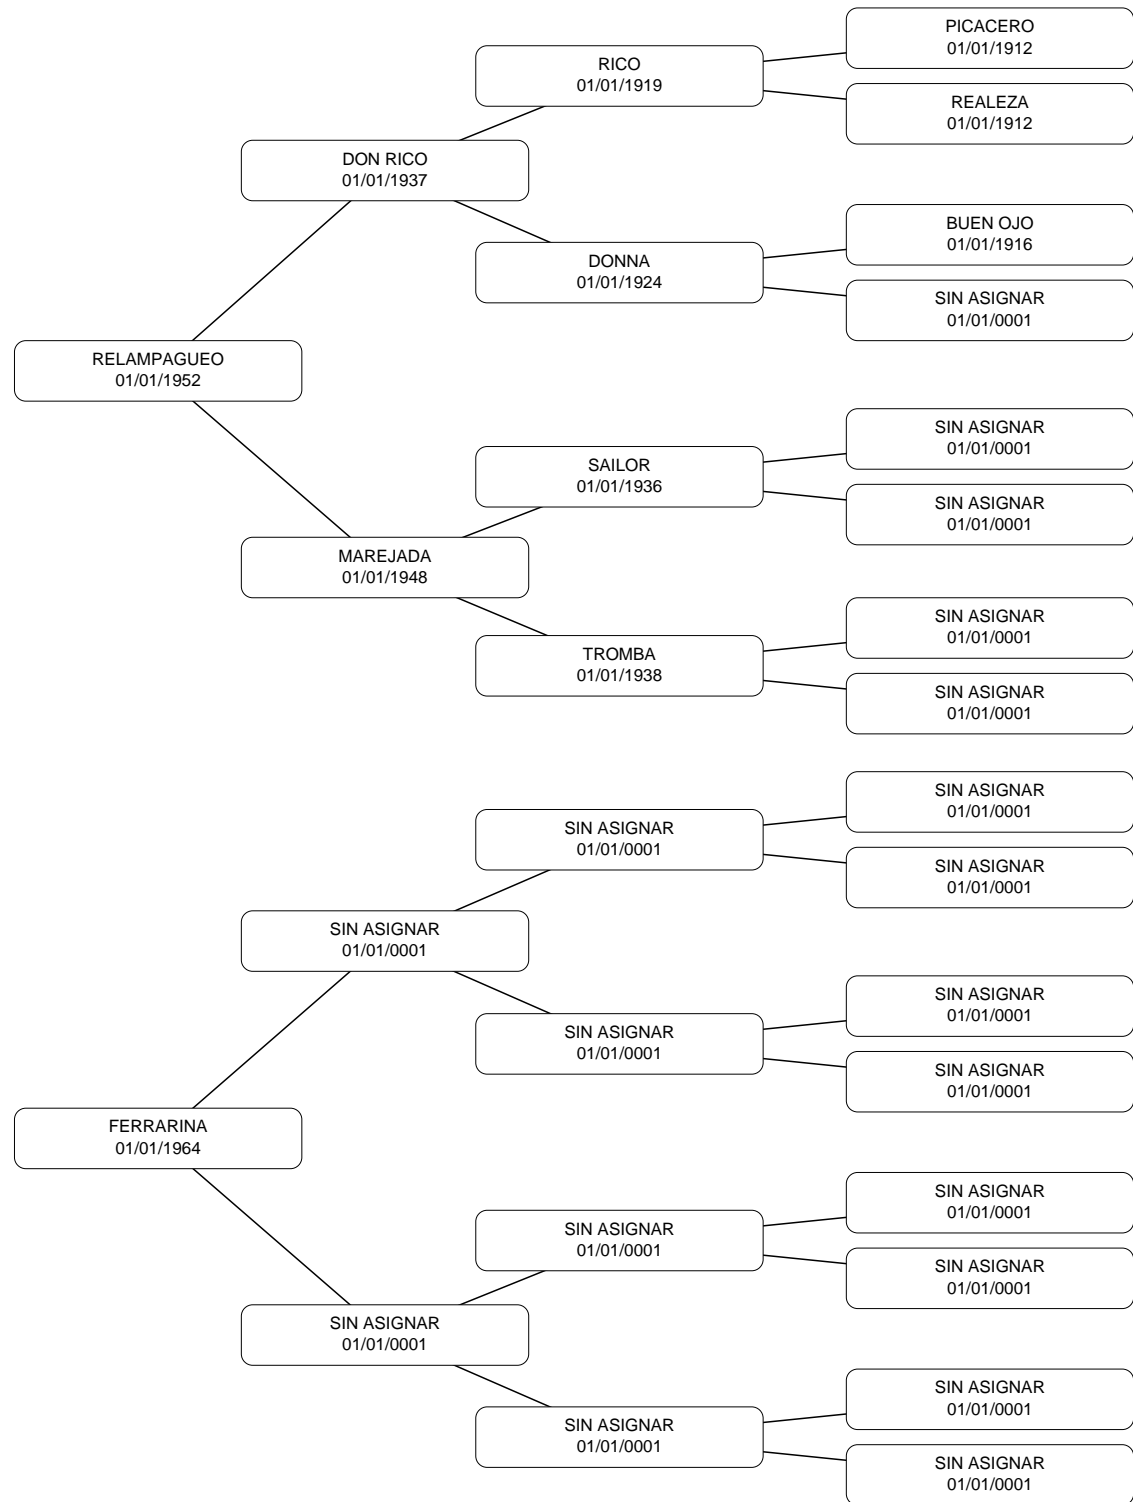 PICACERO
01/01/1912
RICO
01/01/1919
REALEZA
01/01/1912
DON RICO
01/01/1937
BUEN OJO
01/01/1916
DONNA
01/01/1924
SIN ASIGNAR
01/01/0001
RELAMPAGUEO
01/01/1952
SIN ASIGNAR
01/01/0001
SAILOR
01/01/1936
SIN ASIGNAR
01/01/0001
MAREJADA
01/01/1948
SIN ASIGNAR
01/01/0001
TROMBA
01/01/1938
SIN ASIGNAR
01/01/0001
SIN ASIGNAR
01/01/0001
SIN ASIGNAR
01/01/0001
SIN ASIGNAR
01/01/0001
SIN ASIGNAR
01/01/0001
SIN ASIGNAR
01/01/0001
SIN ASIGNAR
01/01/0001
SIN ASIGNAR
01/01/0001
FERRARINA
01/01/1964
SIN ASIGNAR
01/01/0001
SIN ASIGNAR
01/01/0001
SIN ASIGNAR
01/01/0001
SIN ASIGNAR
01/01/0001
SIN ASIGNAR
01/01/0001
SIN ASIGNAR
01/01/0001
SIN ASIGNAR
01/01/0001